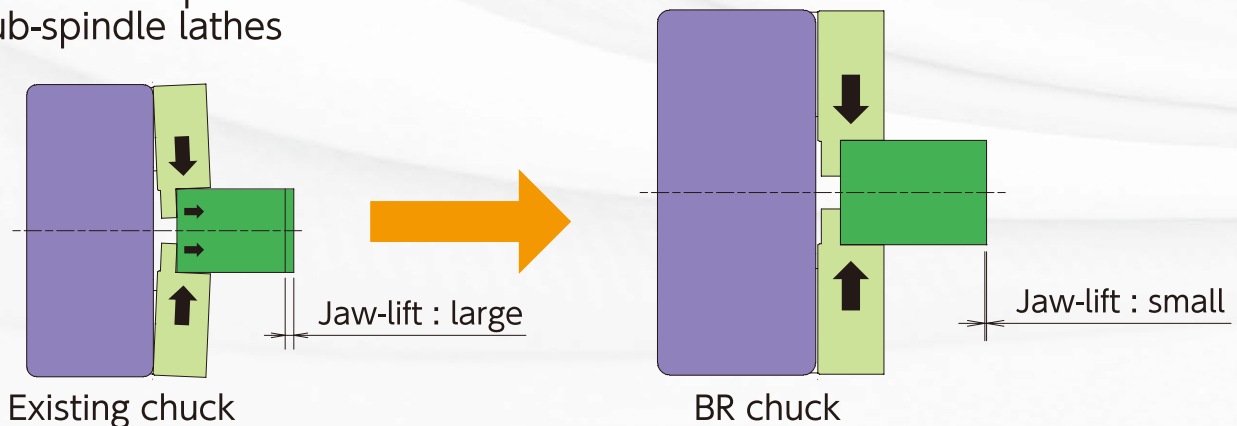 ub-spindle lathes
Jaw-lift : large
Jaw-lift : small
Existing chuck
BR chuck